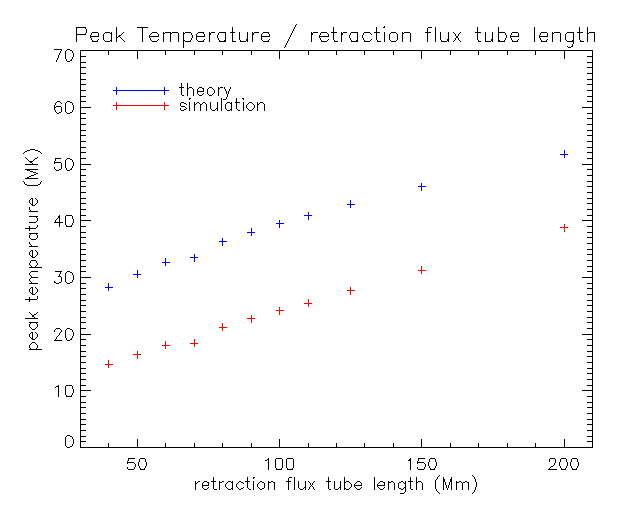 Peak Temperature / retraction flux tube length
70
60
50
40
30
20
10
0
theory
simulation
peak temperature (MK)
50 100 150 200
retraction flux tube length (Mm)